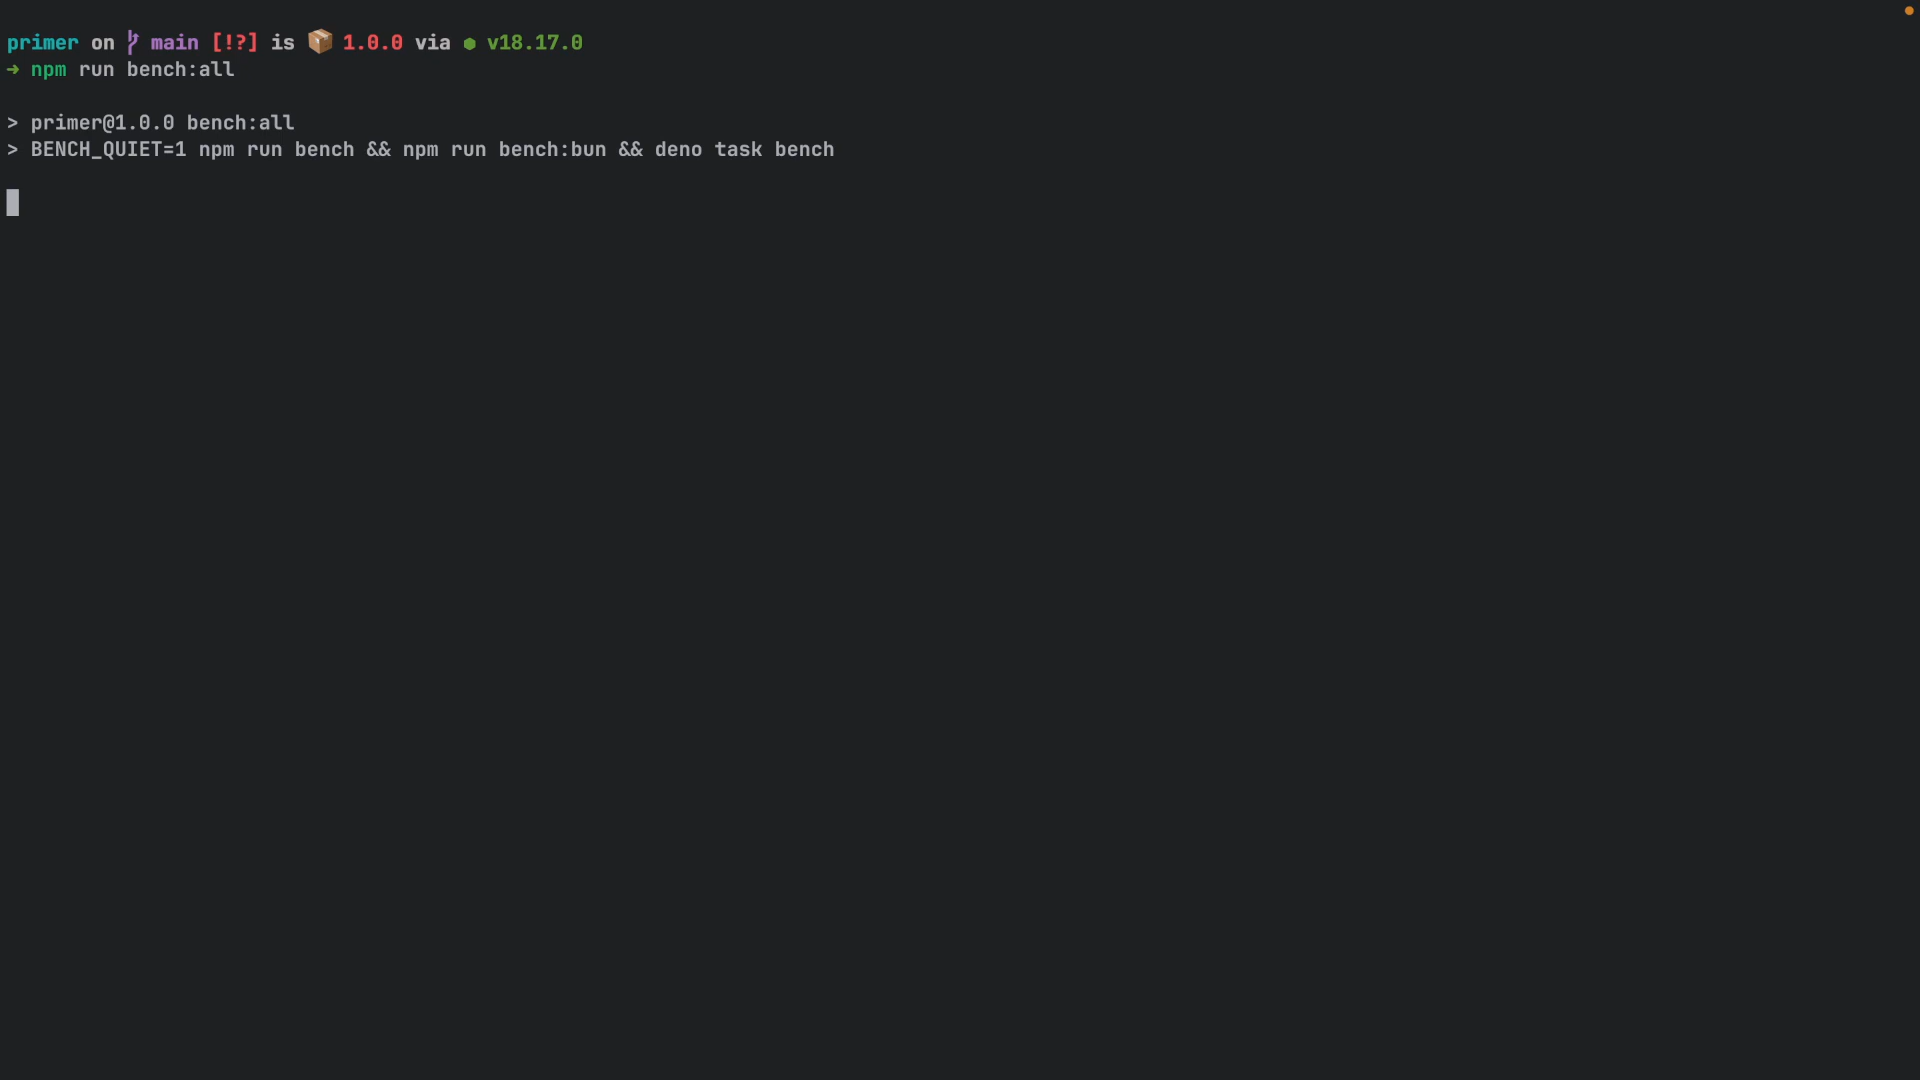 primer on main [!?] is 📦 1.0.0 via v18.17.0
➜ npm run bench:all
> primer@1.0.0 bench:all
> BENCH_QUIET=1 npm run bench && npm run bench:bun && deno task bench